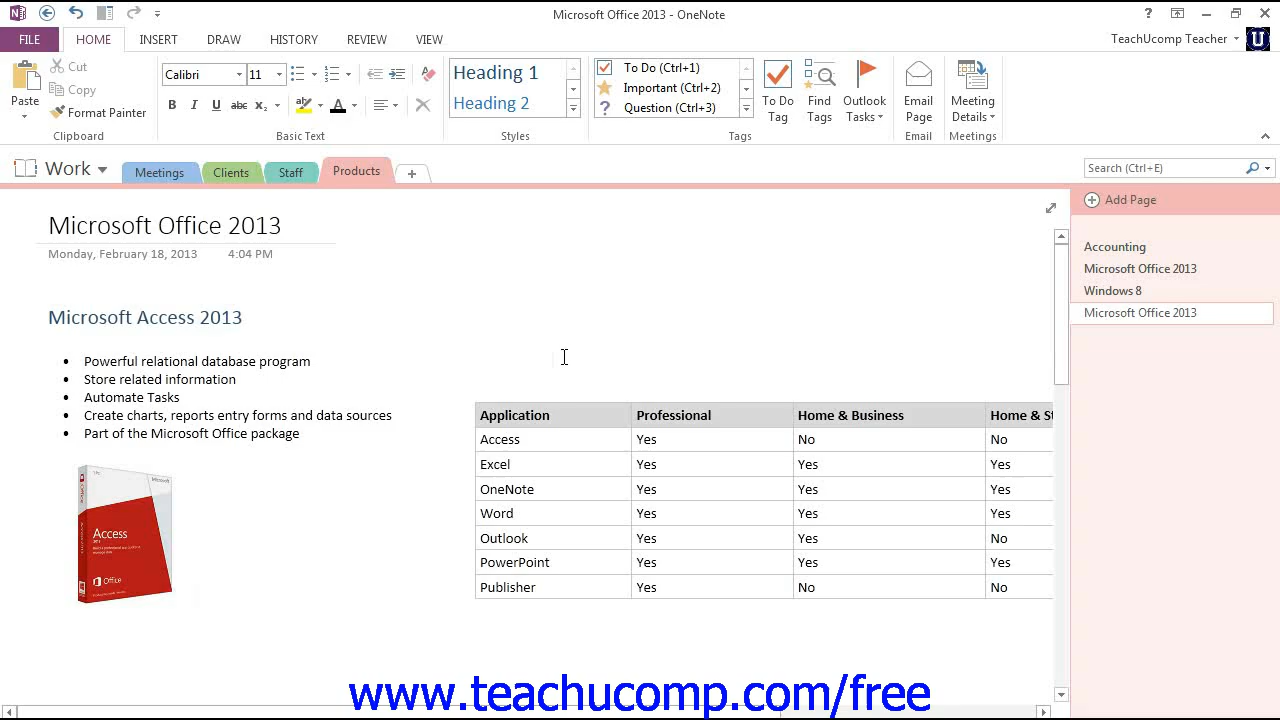 Microsoft Office 2013 - OneNote
?
FILE HOME INSERT DRAW HISTORY REVIEW VIEW
TeachUcomp Teacher
U
Paste
Cut
Copy
Format Painter
Clipboard
Calibri 11
B I U abc x₂
A
Basic Text
Heading 1
Heading 2
Styles
To Do (Ctrl+1)
Important (Ctrl+2)
? Question (Ctrl+3)
To Do Tag
Find Tags
Outlook Tasks
Tags
Email Page
Email
Meeting Details
Meetings
Work Meetings Clients Staff Products
Search (Ctrl+E)
Add Page
Accounting
Microsoft Office 2013
Windows 8
Microsoft Office 2013
Microsoft Office 2013
Monday, February 18, 2013 4:04 PM
Microsoft Access 2013
• Powerful relational database program
• Store related information
• Automate Tasks
• Create charts, reports entry forms and data sources
• Part of the Microsoft Office package
Microsoft
Access
Office
Application Professional Home & Business Home & St
Access Yes No No
Excel Yes Yes Yes
OneNote Yes Yes Yes
Word Yes Yes Yes
Outlook Yes Yes No
PowerPoint Yes Yes Yes
Publisher Yes No No
www.teachucomp.com/free